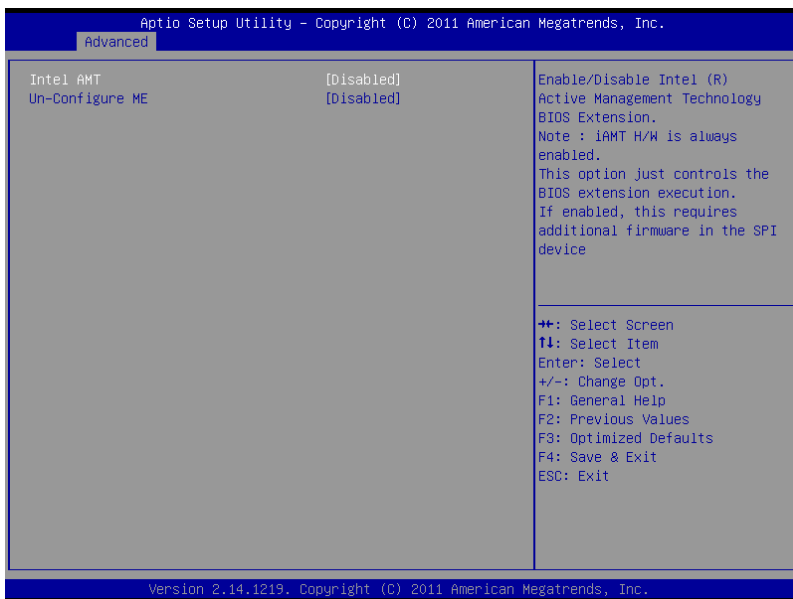 Aptio Setup Utility – Copyright (C) 2011 American Megatrends, Inc.
Advanced
Intel AMT [Disabled]
Un-Configure ME [Disabled]
Enable/Disable Intel (R)
Active Management Technology
BIOS Extension.
Note : iAMT H/W is always
enabled.
This option just controls the
BIOS extension execution.
If enabled, this requires
additional firmware in the SPI
device
→←: Select Screen
↑↓: Select Item
Enter: Select
+/-: Change Opt.
F1: General Help
F2: Previous Values
F3: Optimized Defaults
F4: Save & Exit
ESC: Exit
Version 2.14.1219. Copyright (C) 2011 American Megatrends, Inc.